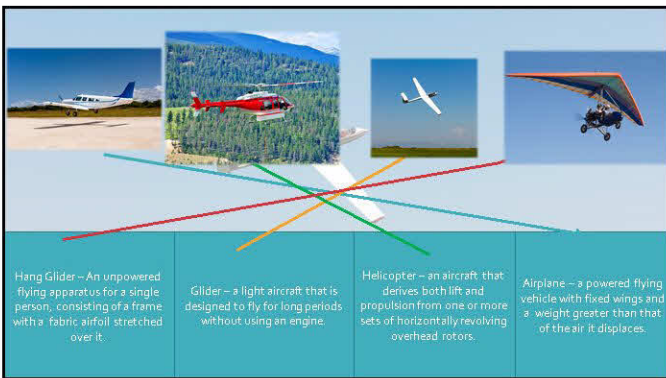 Hang Glider – An unpowered
flying apparatus for a single
person, consisting of a frame
with a fabric airfoil stretched
over it.
Glider – a light aircraft that is
designed to fly for long periods
without using an engine.
Helicopter – an aircraft that
derives both lift and
propulsion from one or more
sets of horizontally revolving
overhead rotors.
Airplane – a powered flying
vehicle with fixed wings and
a weight greater than that
of the air it displaces.